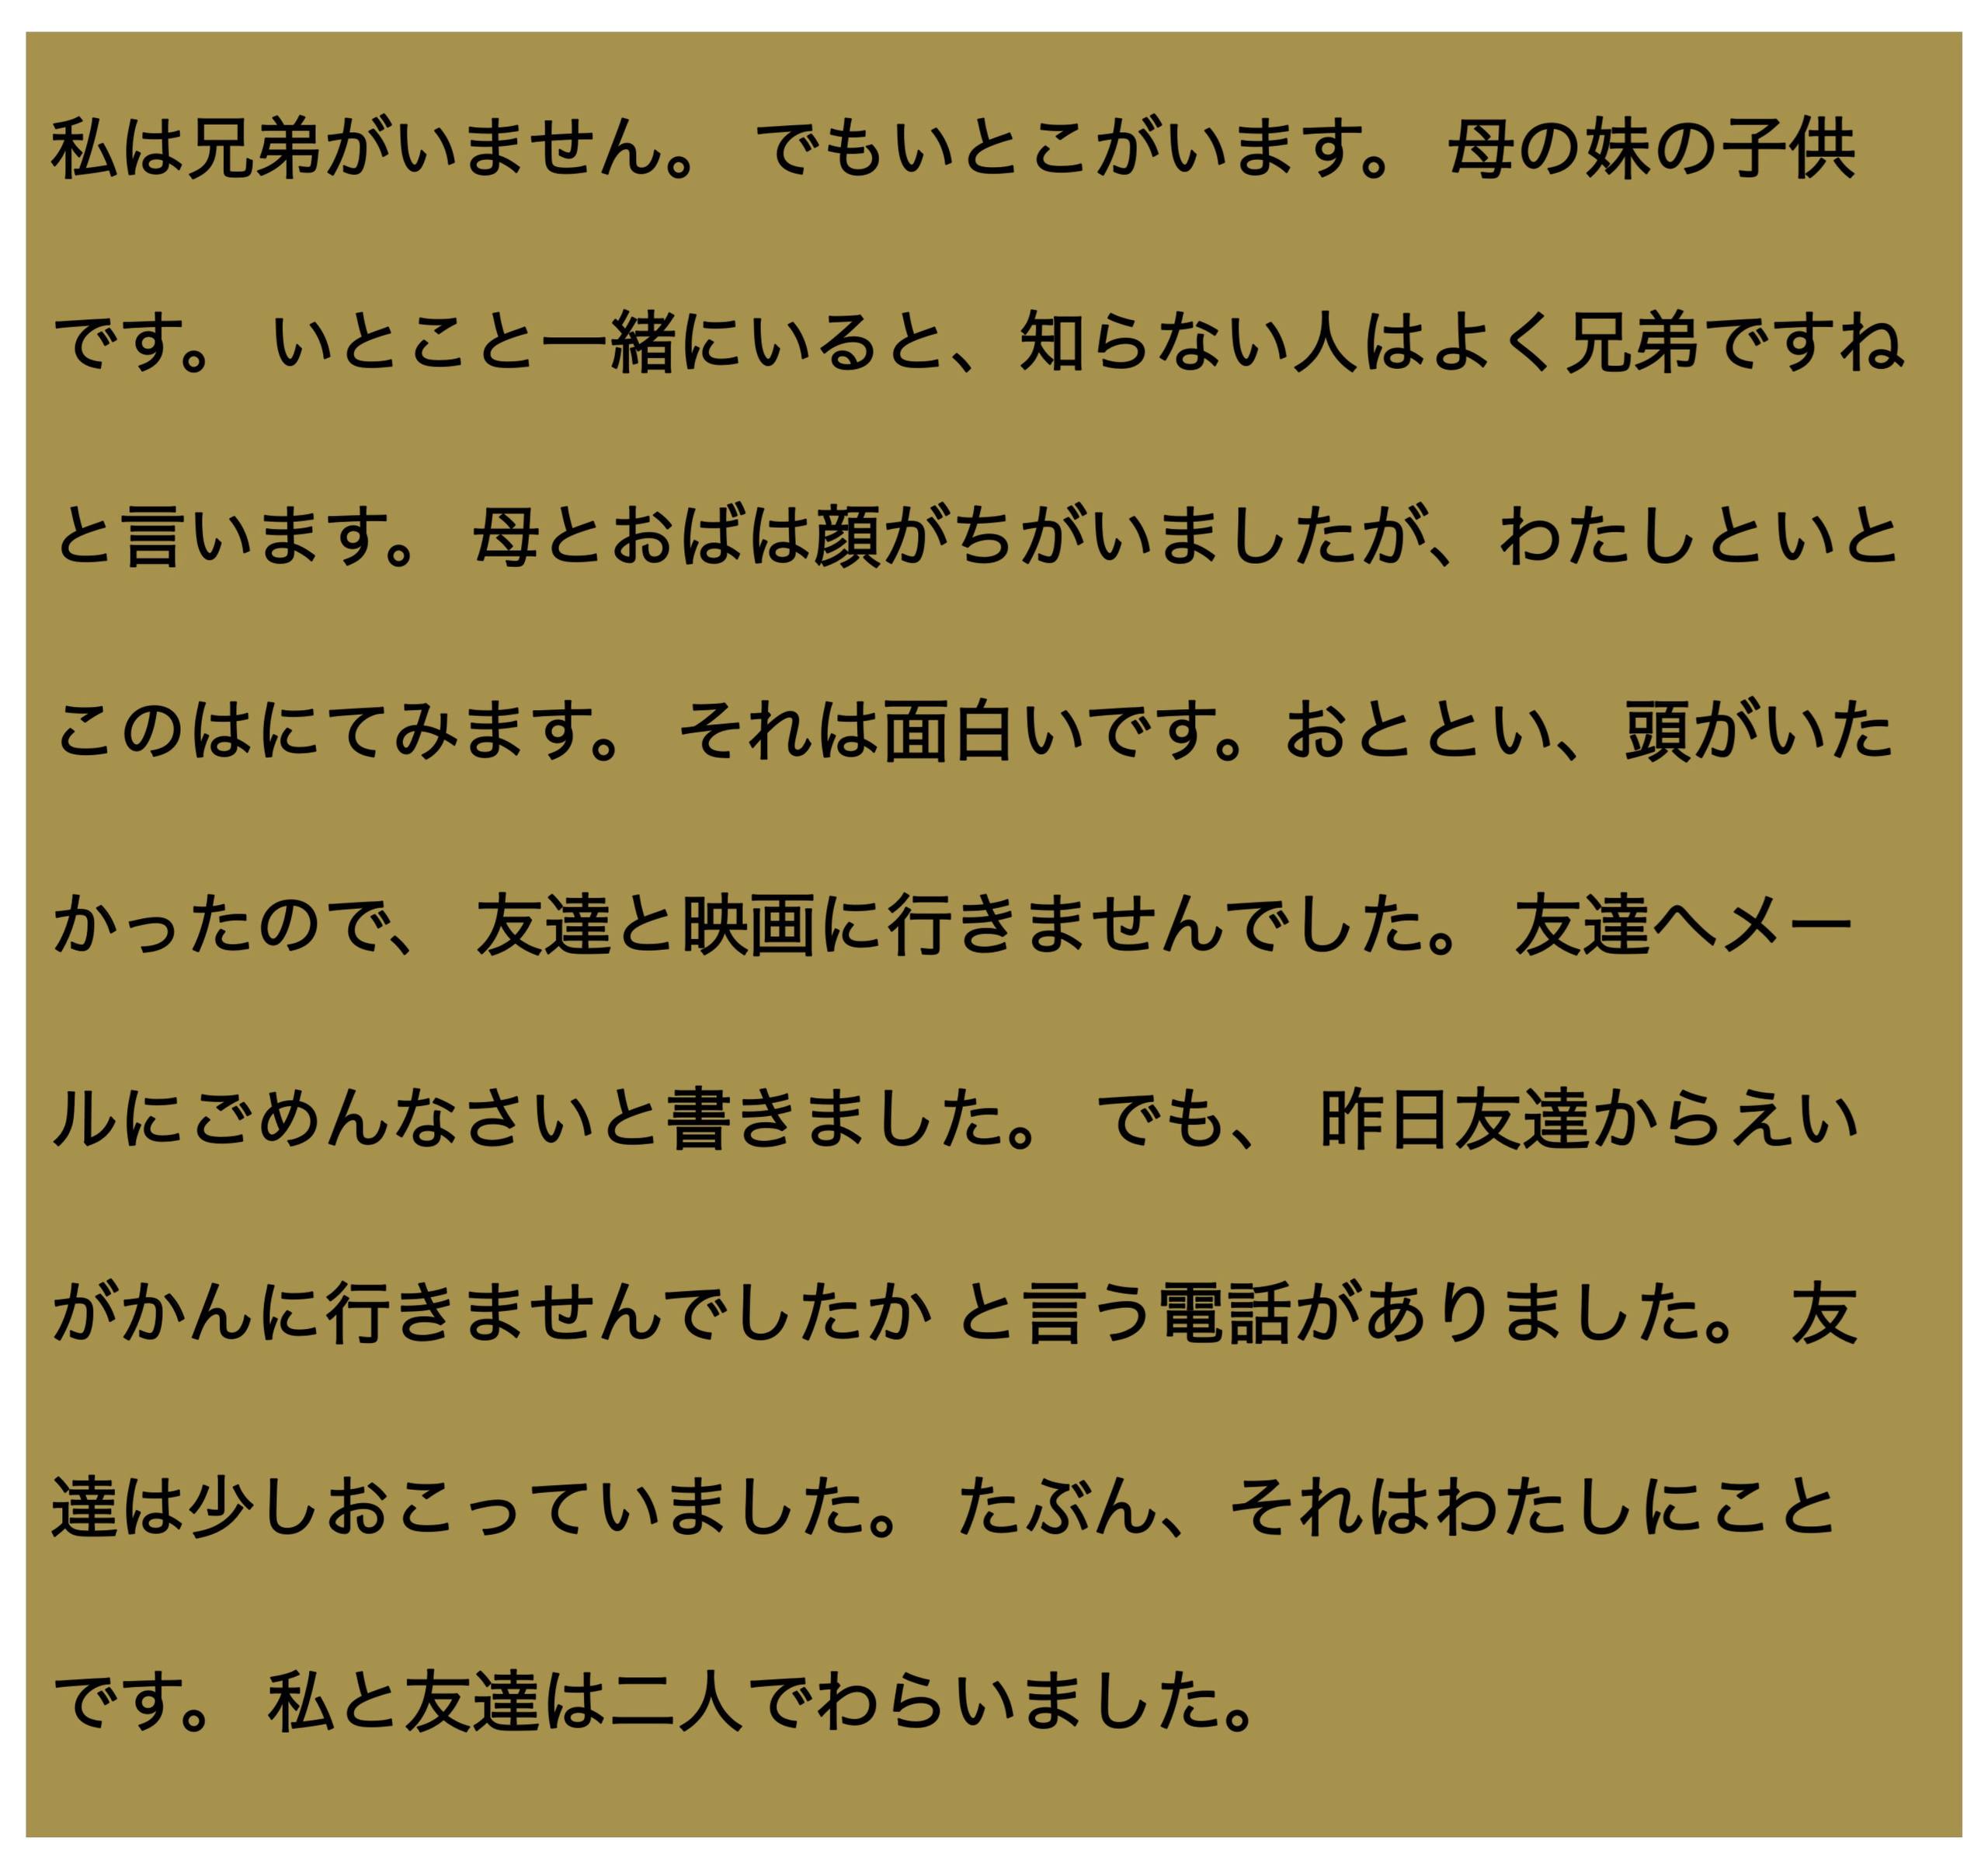 私は兄弟がいません。 でもいとこがいます。 母の妹の子供
です。 いとこと一緒にいると、知らない人はよく兄弟ですね
と言います。 母とおばは顔がちがいましたが、 わたしといと
このはにてみます。 それは面白いです。おととい、頭がいた
かったので、 友達と映画に行きませんでした。 友達へメー
ルにごめんなさいと書きました。 でも、 昨日友達からえい
がかんに行きませんでしたか と言う電話がありました。 友
達は少しおこっていました。 たぶん、それはわたしにこと
です。 私と友達は二人でわらいました。